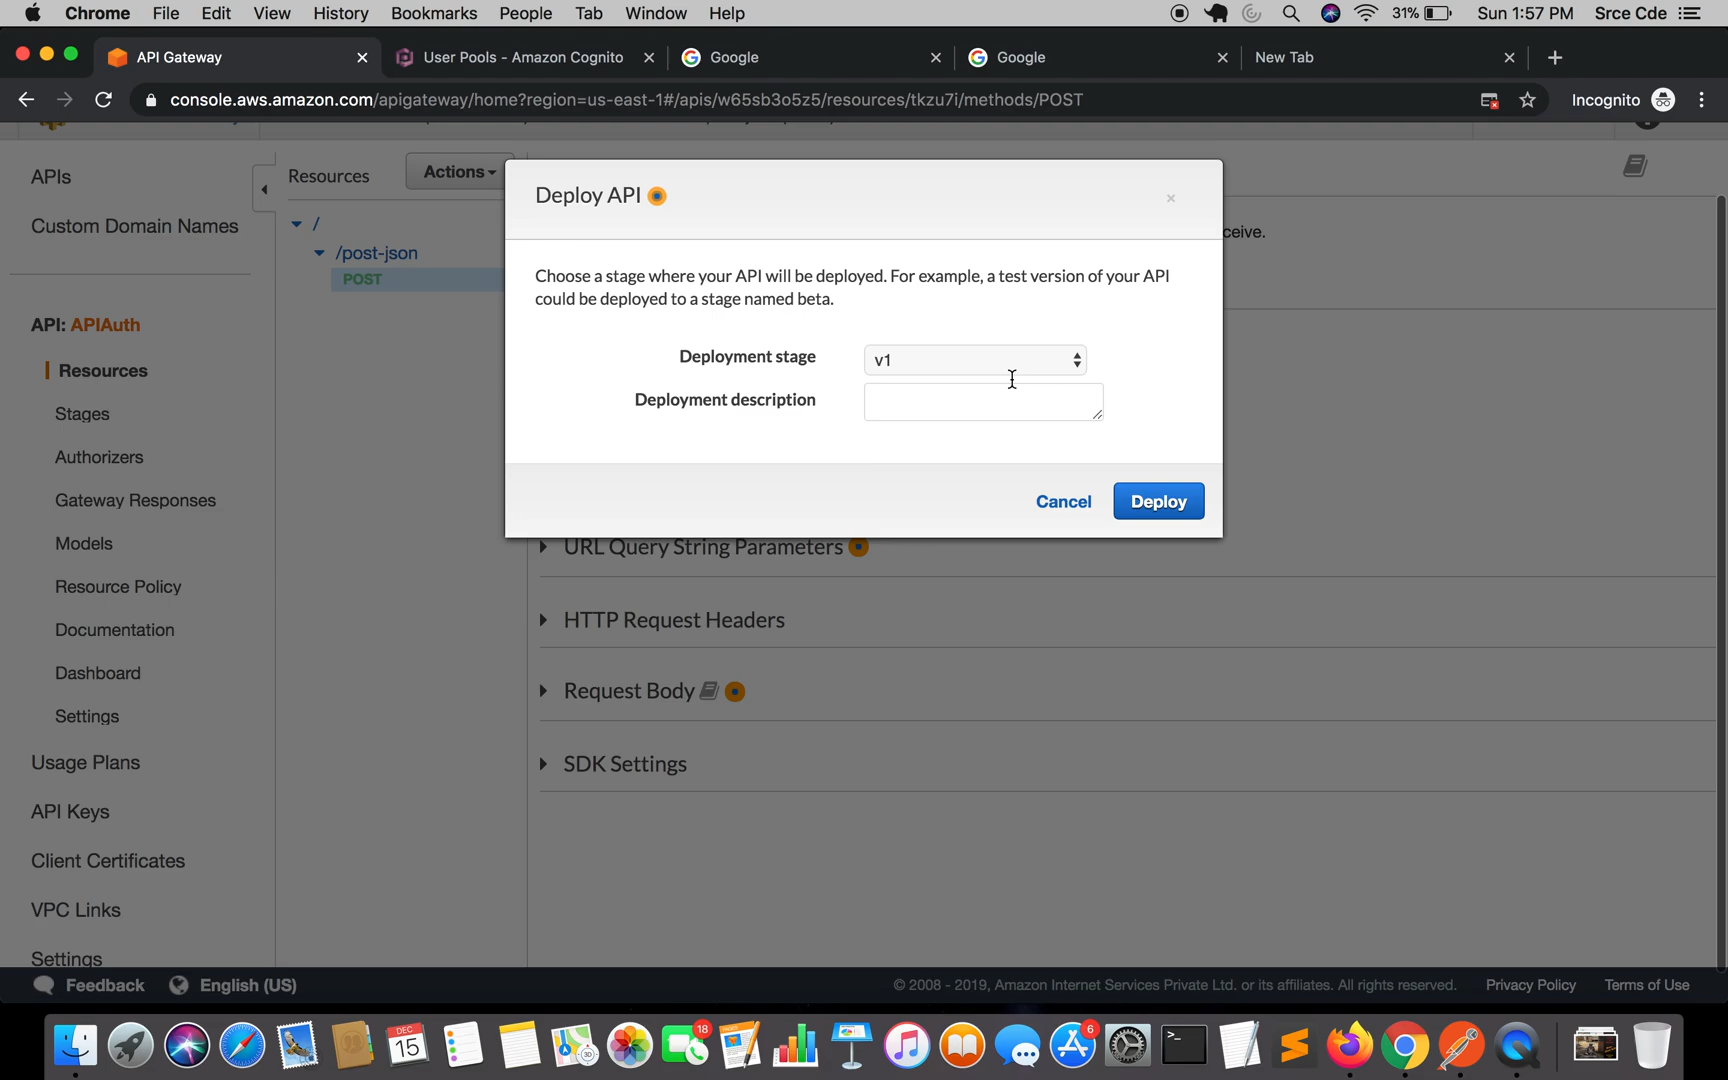 Chrome File Edit View History Bookmarks People Tab Window Help 31% Sun 1:57 PM Srce Cde
API Gateway User Pools - Amazon Cognito Google Google New Tab
console.aws.amazon.com/apigateway/home?region=us-east-1#/apis/w65sb3o5z5/resources/tkzu7i/methods/POST Incognito
APIs
Custom Domain Names
API: APIAuth
Resources
Stages
Authorizers
Gateway Responses
Models
Resource Policy
Documentation
Dashboard
Settings
Usage Plans
API Keys
Client Certificates
VPC Links
Settings
Resources Actions
/
/post-json
POST
ceive.
Deploy API
Choose a stage where your API will be deployed. For example, a test version of your API
could be deployed to a stage named beta.
Deployment stage v1
Deployment description
Cancel Deploy
URL Query String Parameters
HTTP Request Headers
Request Body
SDK Settings
Feedback English (US) © 2008 - 2019, Amazon Internet Services Private Ltd. or its affiliates. All rights reserved. Privacy Policy Terms of Use
DEC
15
18
6